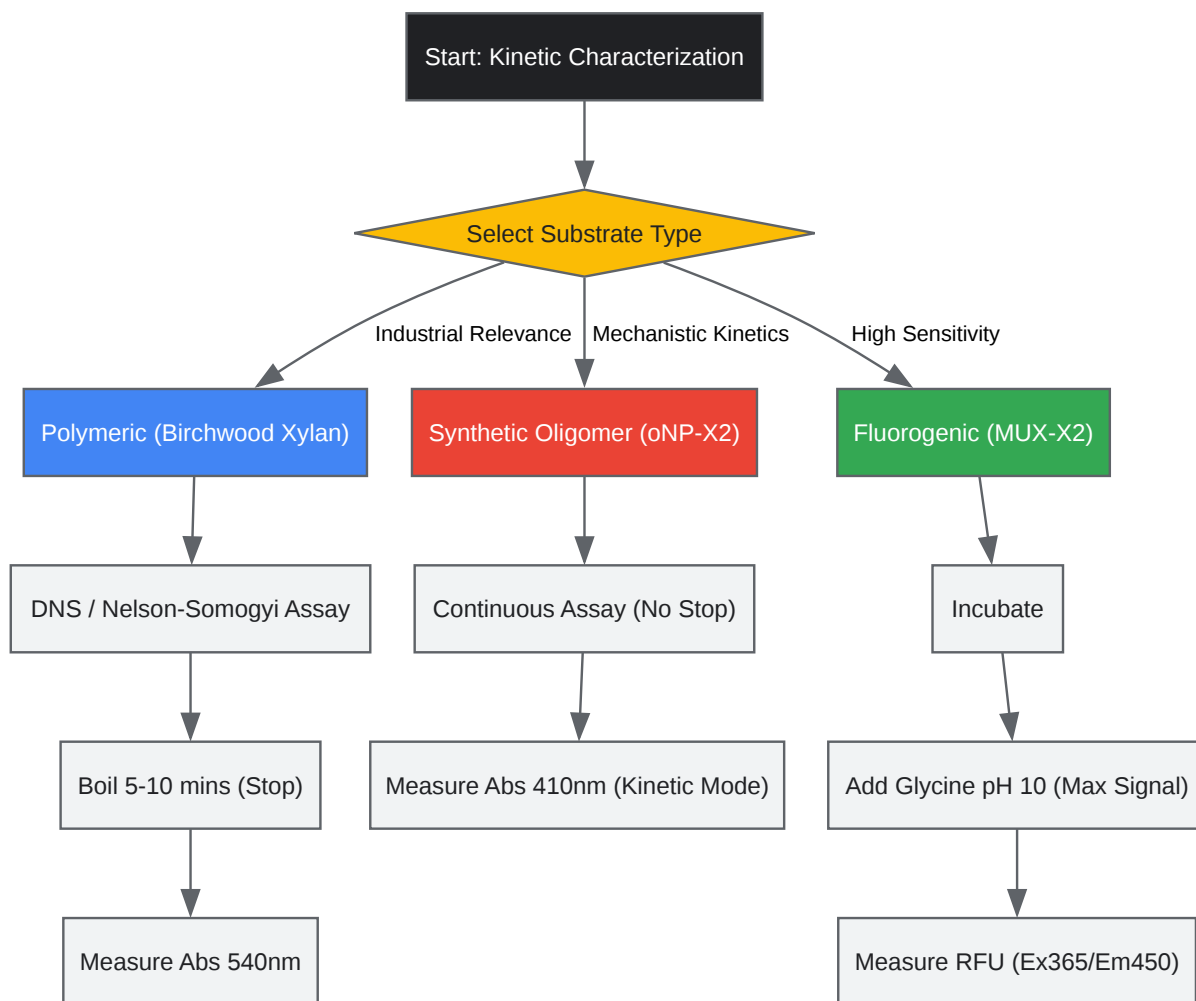 Start: Kinetic Characterization
Select Substrate Type
Industrial Relevance
Mechanistic Kinetics
High Sensitivity
Polymeric (Birchwood Xylan)
Synthetic Oligomer (oNP-X2)
Fluorogenic (MUX-X2)
DNS / Nelson-Somogyi Assay
Continuous Assay (No Stop)
Incubate
Boil 5-10 mins (Stop)
Measure Abs 410nm (Kinetic Mode)
Add Glycine pH 10 (Max Signal)
Measure Abs 540nm
Measure RFU (Ex365/Em450)